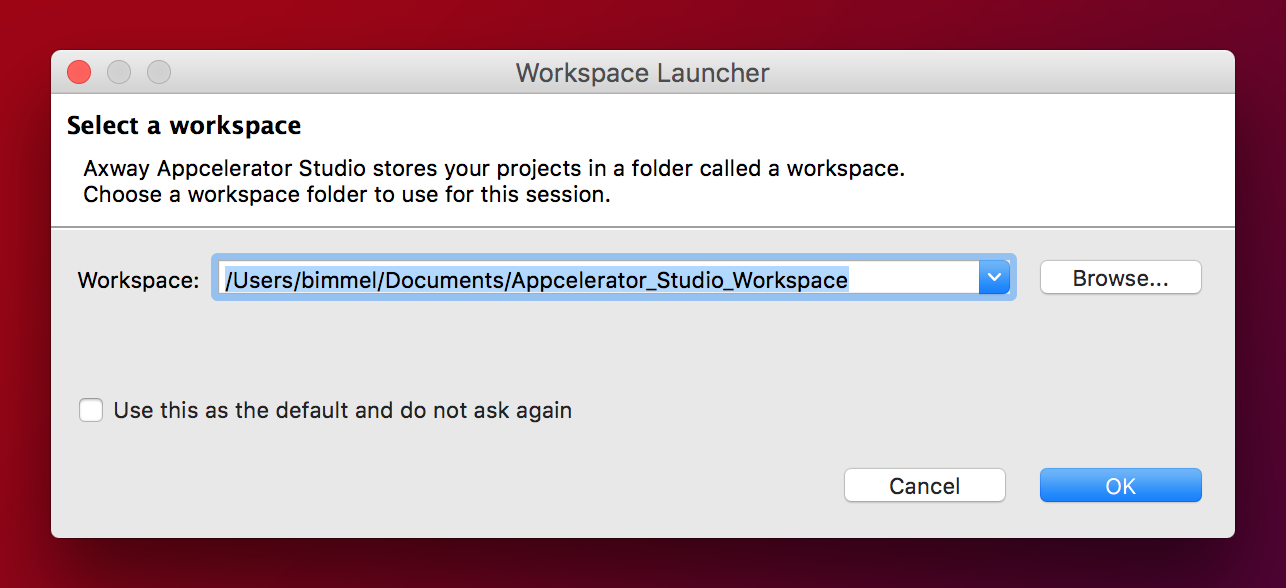 Workspace Launcher
Select a workspace
Axway Appcelerator Studio stores your projects in a folder called a workspace.
Choose a workspace folder to use for this session.
Workspace: /Users/bimmel/Documents/Appcelerator_Studio_Workspace Browse...
Use this as the default and do not ask again
Cancel OK